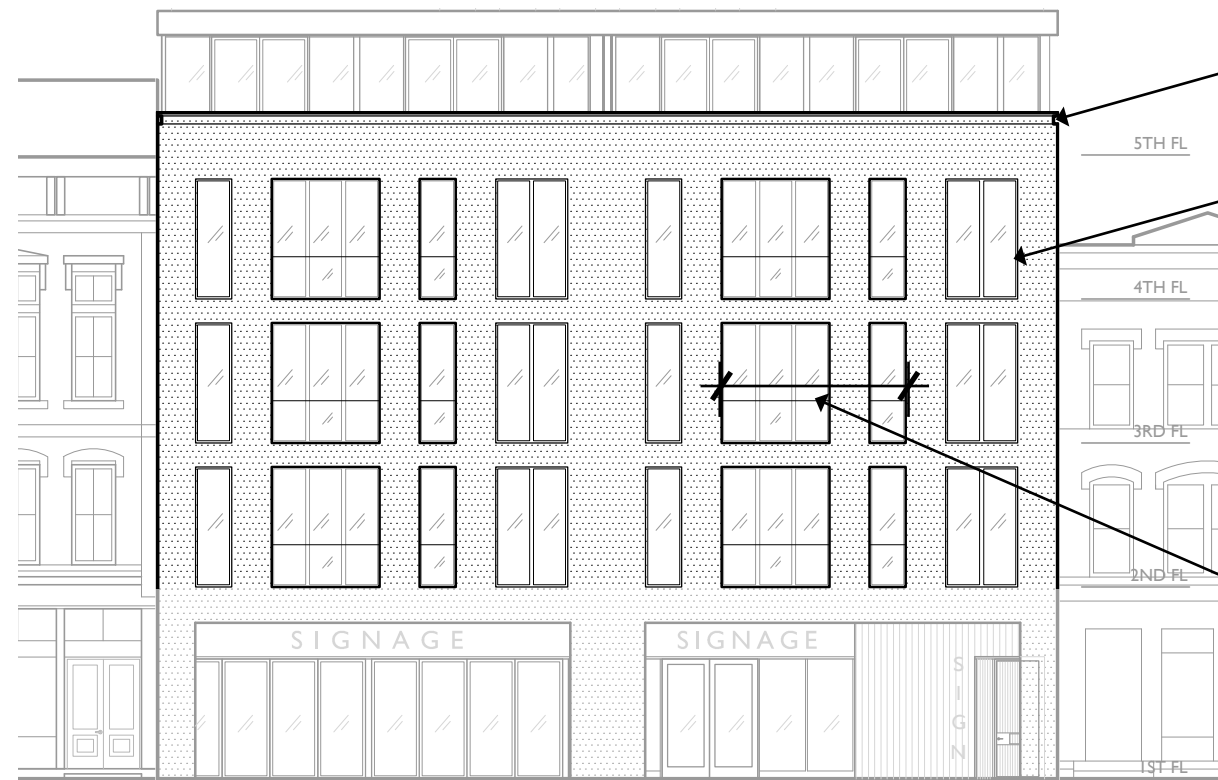 5TH FL
4TH FL
3RD FL
2ND FL
SIGNAGE
SIGNAGE
SIGN
1ST FL